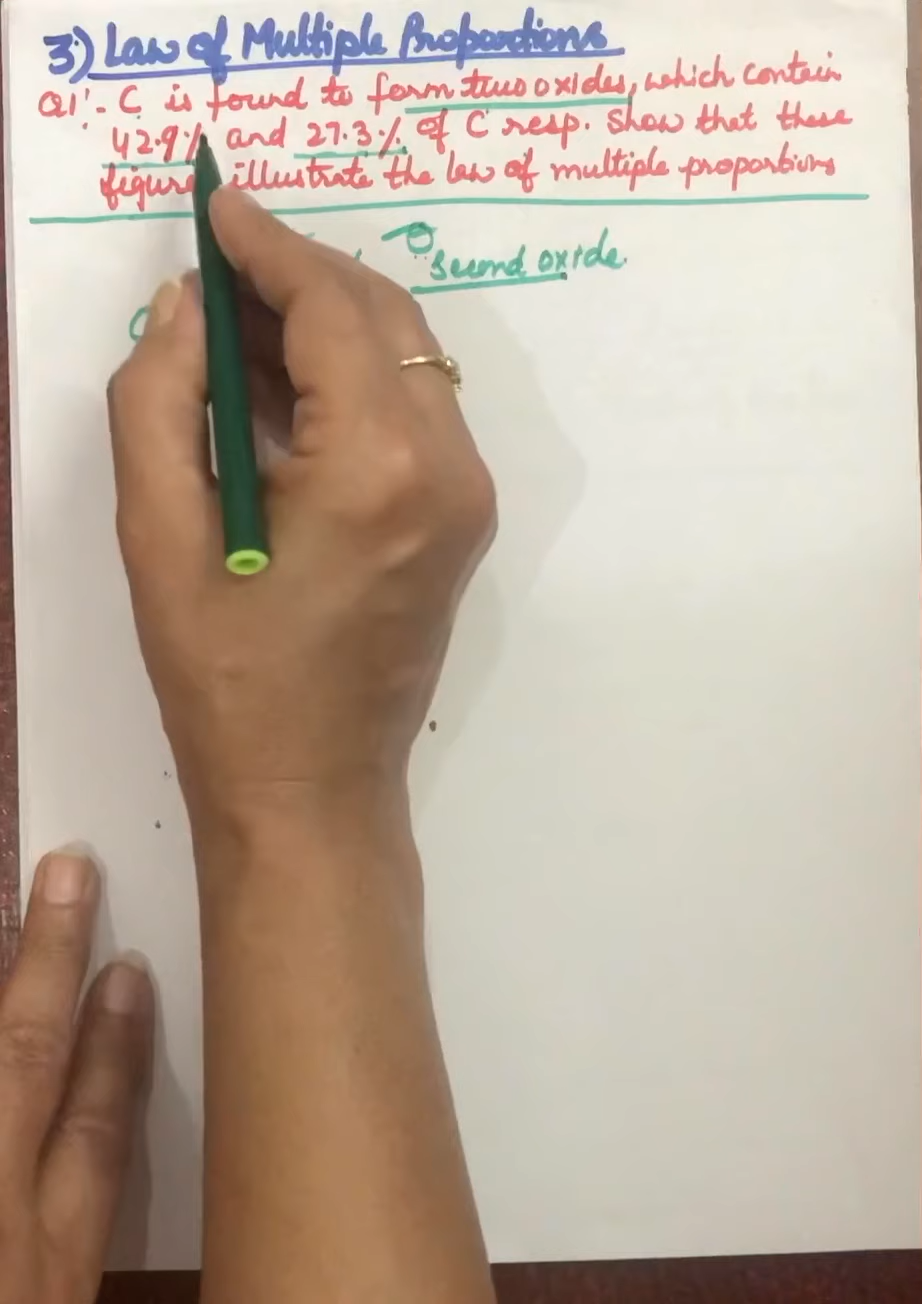 3) Law of Multiple Proportions
Q1:- C is found to form two oxides, which contain
42.9% and 27.3% of C resp. Show that these
figure illustrate the law of multiple proportions
second oxide.